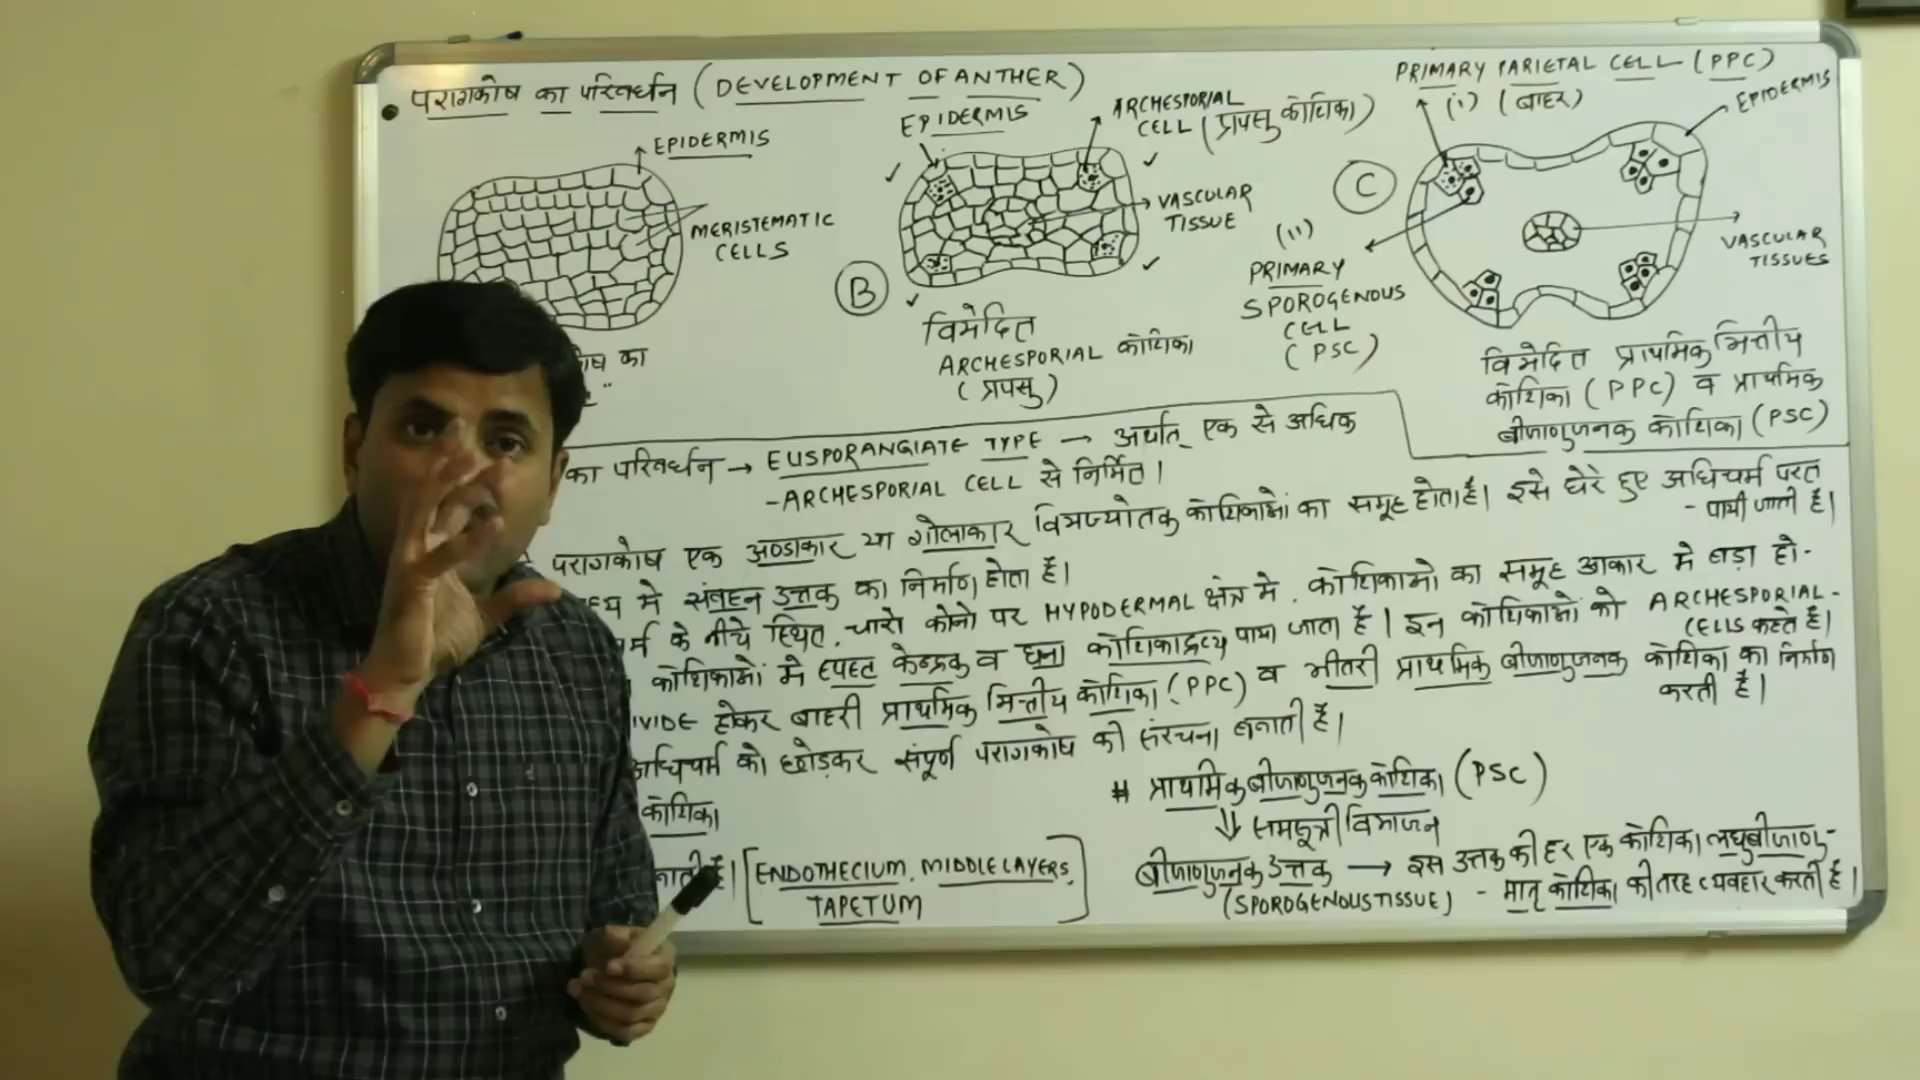 परागकोष का परिवर्धन (DEVELOPMENT OF ANTHER)
EPIDERMIS
MERISTEMATIC
CELLS
का
EPIDERMIS
ARCHESPORIAL
CELL (प्रप्रसु कोशिका)
VASCULAR
TISSUE
B
विभेदित
ARCHESPORIAL कोशिका
(प्रप्रसु)
PRIMARY PARIETAL CELL (PPC)
(i) (बाहर)
EPIDERMIS
C
(ii)
PRIMARY
SPOROGENOUS
CELL
(PSC)
VASCULAR
TISSUES
विभेदित प्राथमिक भित्तीय
कोशिका (PPC) व प्राथमिक
बीजाणुजनक कोशिका (PSC)
का परिवर्धन → EUSPORANGIATE TYPE → अर्थात् एक से अधिक
-ARCHESPORIAL CELL से निर्मित।
परागकोष एक अण्डाकार या गोलाकार विभज्योतक कोशिकाओं का समूह होता है। इसे घेरे हुए अधिचर्म परत
- पायी जाती है।
मे संवहन उत्तक का निर्माण होता है।
के नीचे स्थित, चारो कोनो पर HYPODERMAL क्षेत्र मे, कोशिकाओ का समूह आकार मे बड़ा हो-
कोशिकाओं मे स्पस्ट केन्द्रक व घना कोशिकाद्रव्य पाया जाता है। इन कोशिकाओं को ARCHESPORIAL-
CELLS कहते है।
होकर बाहरी प्राथमिक भित्तीय कोशिका (PPC) व भीतरी प्राथमिक बीजाणुजनक कोशिका का निर्माण
करती है।
अधिचर्म को छोड़कर संपूर्ण परागकोष की संरचना बनाती है।
कोशिका
है। [ENDOTHECIUM, MIDDLE LAYERS,
TAPETUM]
# प्राथमिक बीजाणुजनक कोशिका (PSC)
⇓ समसूत्री विभाजन
बीजाणुजनक उत्तक → इस उत्तक की हर एक कोशिका लघुबीजाणु-
(SPOROGENOUS TISSUE) - मातृ कोशिका की तरह व्यवहार करती है।